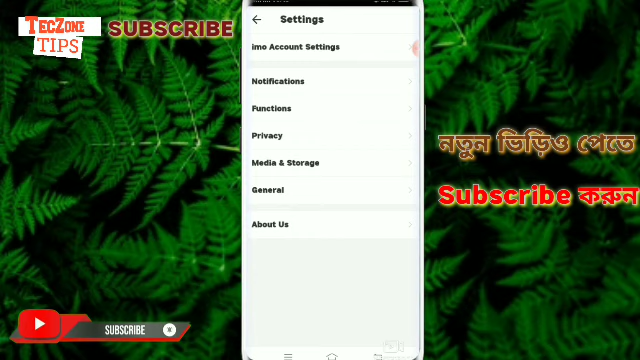 TECZONE
TIPS
SUBSCRIBE
Settings
imo Account Settings
Notifications
Functions
Privacy
Media & Storage
General
About Us
নতুন ভিডিও পেতে
Subscribe করুন
SUBSCRIBE